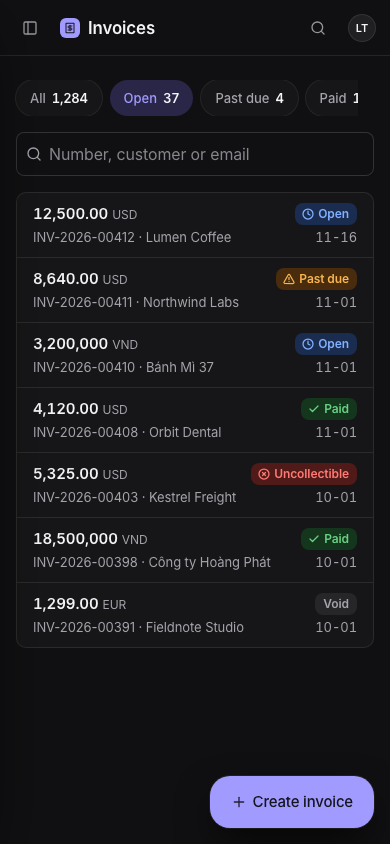 Invoices
LT
All 1,284 Open 37 Past due 4 Paid
Number, customer or email
12,500.00 USD Open
INV-2026-00412 · Lumen Coffee 11-16
8,640.00 USD Past due
INV-2026-00411 · Northwind Labs 11-01
3,200,000 VND Open
INV-2026-00410 · Bánh Mì 37 11-01
4,120.00 USD Paid
INV-2026-00408 · Orbit Dental 11-01
5,325.00 USD Uncollectible
INV-2026-00403 · Kestrel Freight 10-01
18,500,000 VND Paid
INV-2026-00398 · Công ty Hoàng Phát 10-01
1,299.00 EUR Void
INV-2026-00391 · Fieldnote Studio 10-01
Create invoice